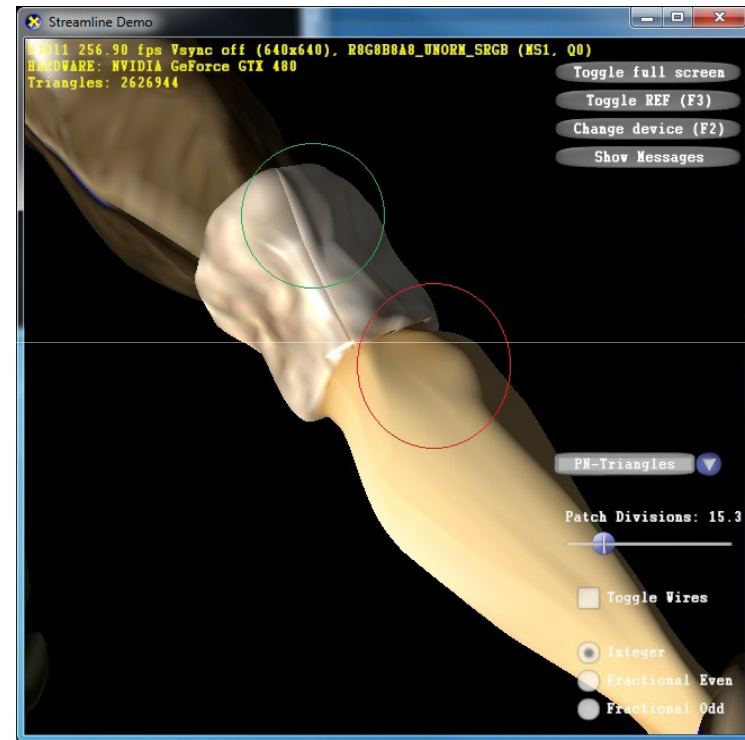 Streamline Demo
D3D11 256.90 fps Vsync off (640x640), R8G8B8A8_UNORM_SRGB (MS1, Q0)
HARDWARE: NVIDIA GeForce GTX 480
Triangles: 2626944
Toggle full screen
Toggle REF (F3)
Change device (F2)
Show Messages
PN-Triangles
Patch Divisions: 15.3
Toggle Wires
Integer
Fractional Even
Fractional Odd